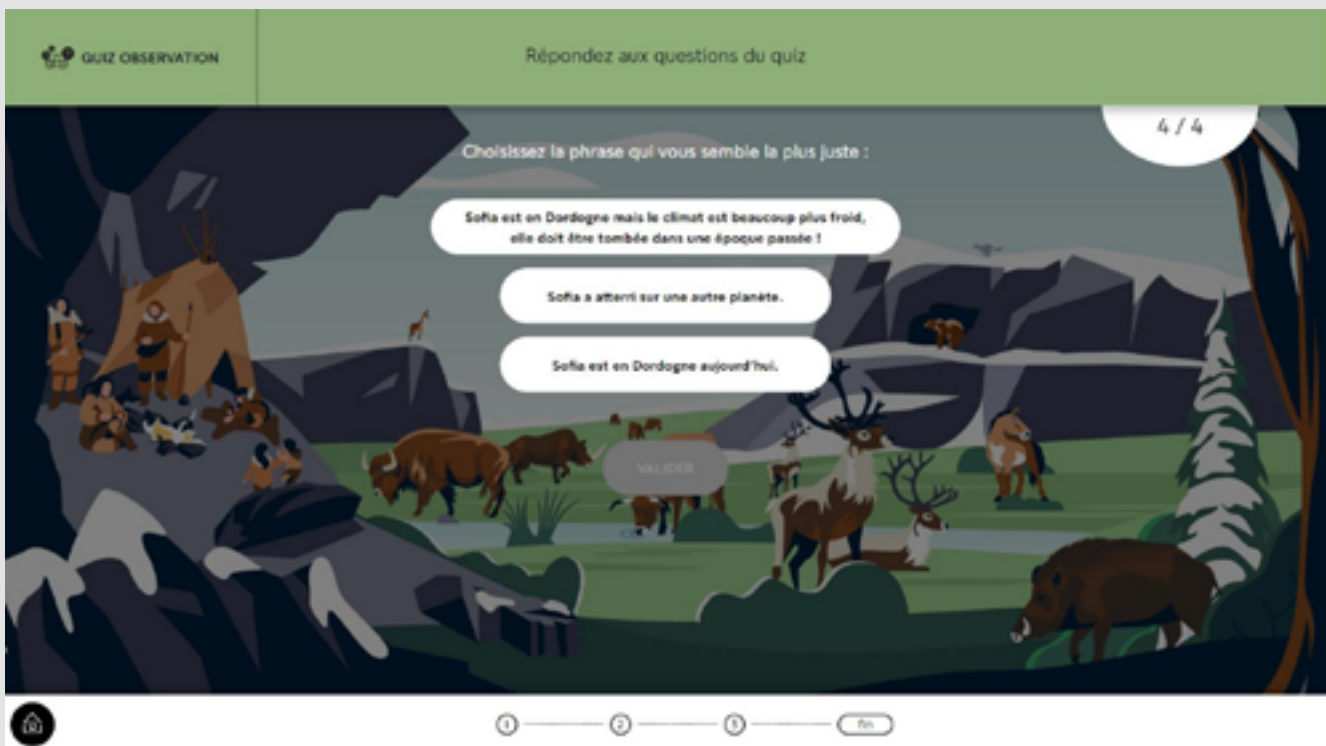 QUIZ OBSERVATION
Répondez aux questions du quiz
4 / 4
Choisissez la phrase qui vous semble la plus juste :
Sofia est en Dordogne mais le climat est beaucoup plus froid,
elle doit être tombée dans une époque passée !
Sofia a atterri sur une autre planète.
Sofia est en Dordogne aujourd'hui.
VALIDER
1
2
3
fin